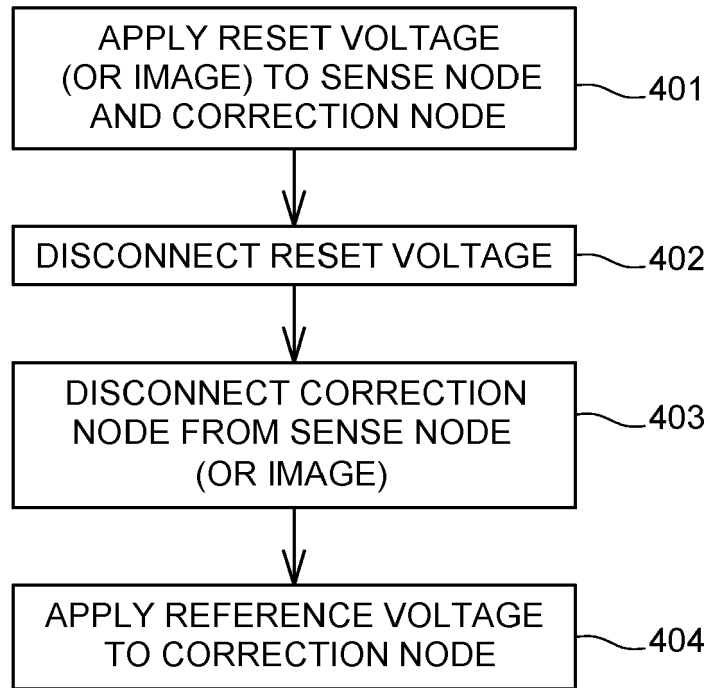 APPLY RESET VOLTAGE
(OR IMAGE) TO SENSE NODE
AND CORRECTION NODE
401
DISCONNECT RESET VOLTAGE
402
DISCONNECT CORRECTION
NODE FROM SENSE NODE
(OR IMAGE)
403
APPLY REFERENCE VOLTAGE
TO CORRECTION NODE
404